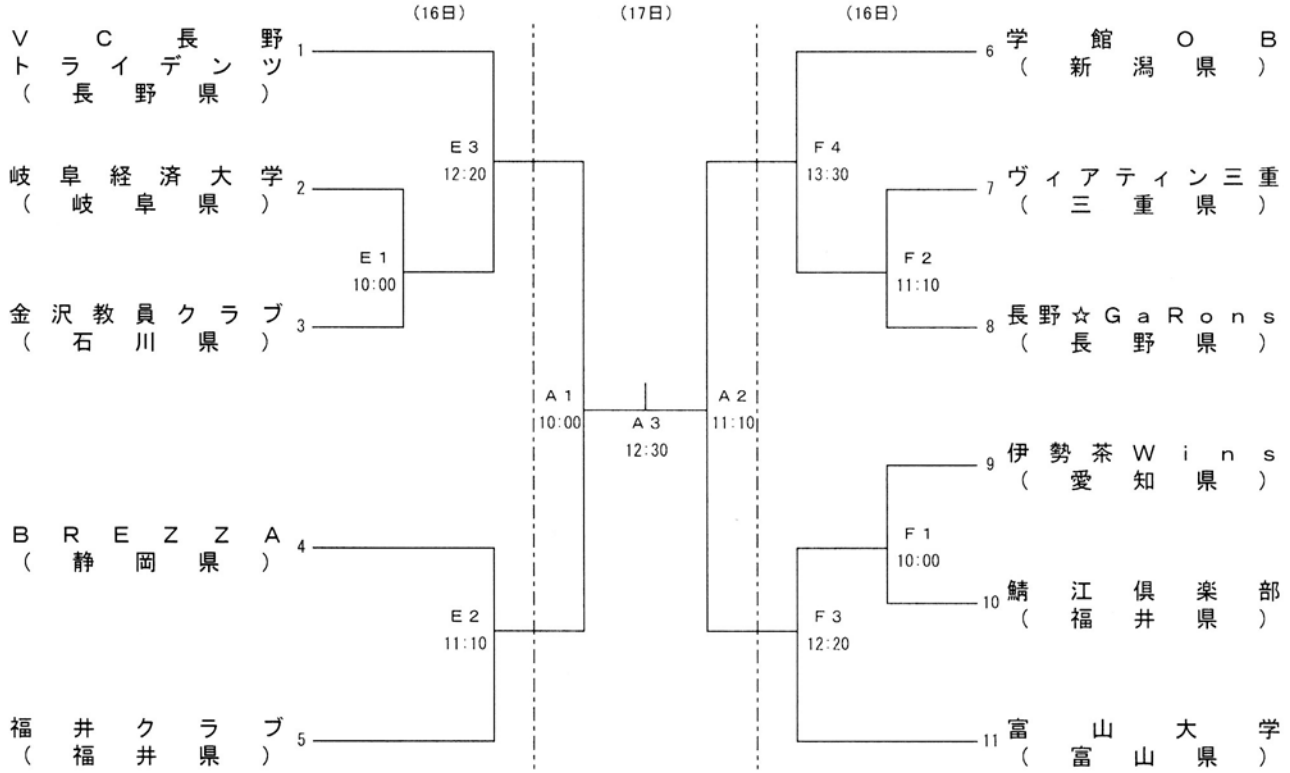 (16日)
(17日)
(16日)
VC長野
トライデンツ
(長野県)
1
岐阜経済大学
(岐阜県)
2
金沢教員クラブ
(石川県)
3
BREZZA
(静岡県)
4
福井クラブ
(福井県)
5
E3
12:20
E1
10:00
E2
11:10
A1
10:00
A3
12:30
A2
11:10
F4
13:30
F2
11:10
F1
10:00
F3
12:20
6
学館OB
(新潟県)
7
ヴィアティン三重
(三重県)
8
長野☆GaRons
(長野県)
9
伊勢茶Wins
(愛知県)
10
鯖江倶楽部
(福井県)
11
富山大学
(富山県)